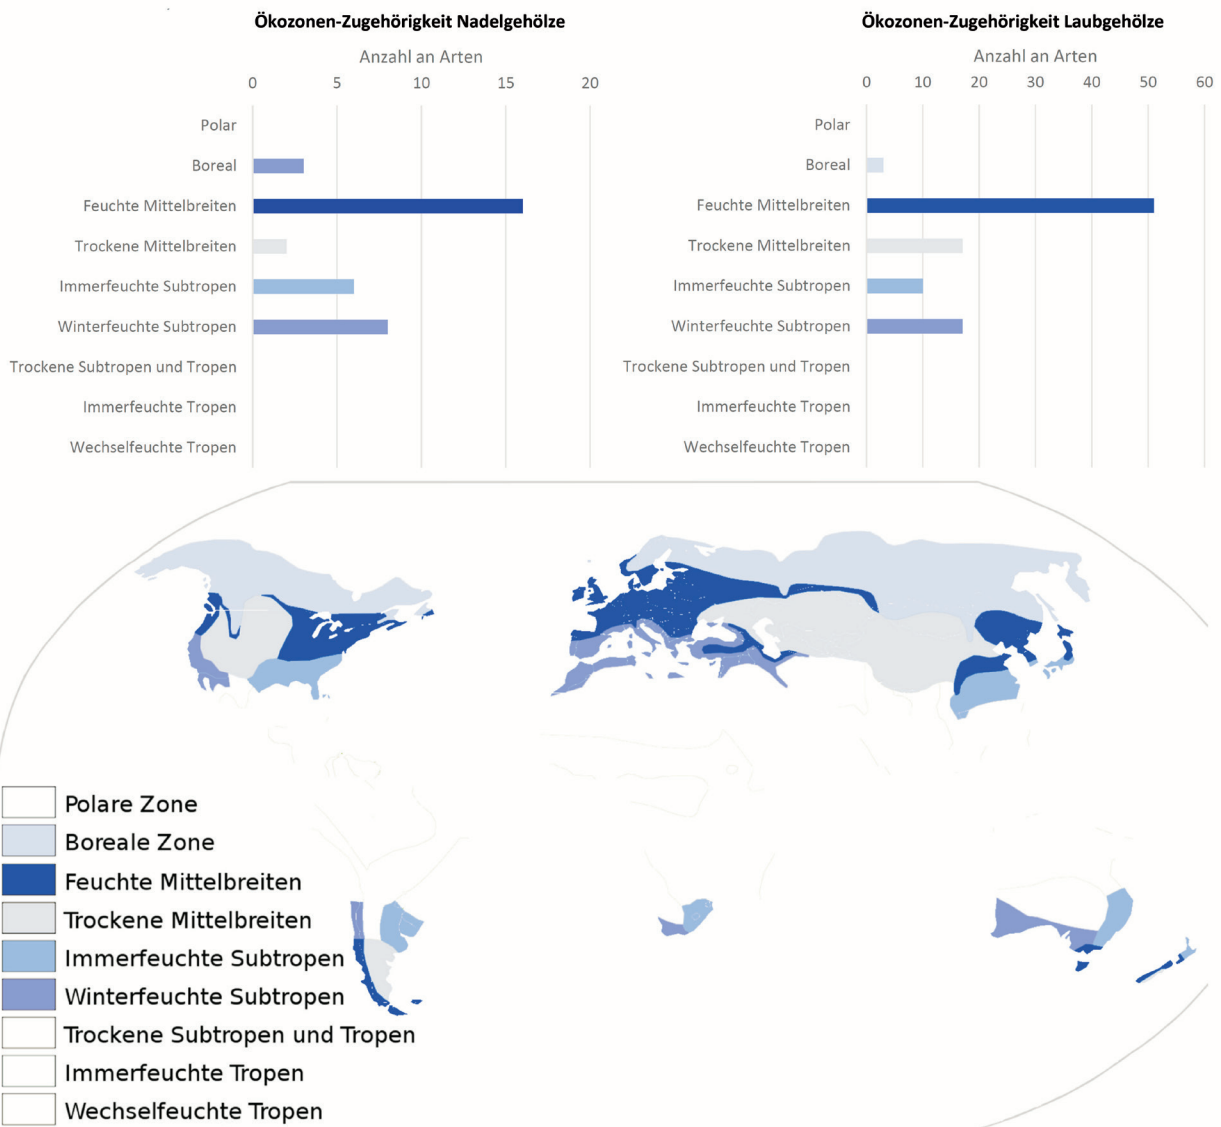 Ökozonen-Zugehörigkeit Nadelgehölze
Anzahl an Arten
0 5 10 15 20
Polar
Boreal
Feuchte Mittelbreiten
Trockene Mittelbreiten
Immerfeuchte Subtropen
Winterfeuchte Subtropen
Trockene Subtropen und Tropen
Immerfeuchte Tropen
Wechselfeuchte Tropen
Ökozonen-Zugehörigkeit Laubgehölze
Anzahl an Arten
0 10 20 30 40 50 60
Polar
Boreal
Feuchte Mittelbreiten
Trockene Mittelbreiten
Immerfeuchte Subtropen
Winterfeuchte Subtropen
Trockene Subtropen und Tropen
Immerfeuchte Tropen
Wechselfeuchte Tropen
Polare Zone
Boreale Zone
Feuchte Mittelbreiten
Trockene Mittelbreiten
Immerfeuchte Subtropen
Winterfeuchte Subtropen
Trockene Subtropen und Tropen
Immerfeuchte Tropen
Wechselfeuchte Tropen